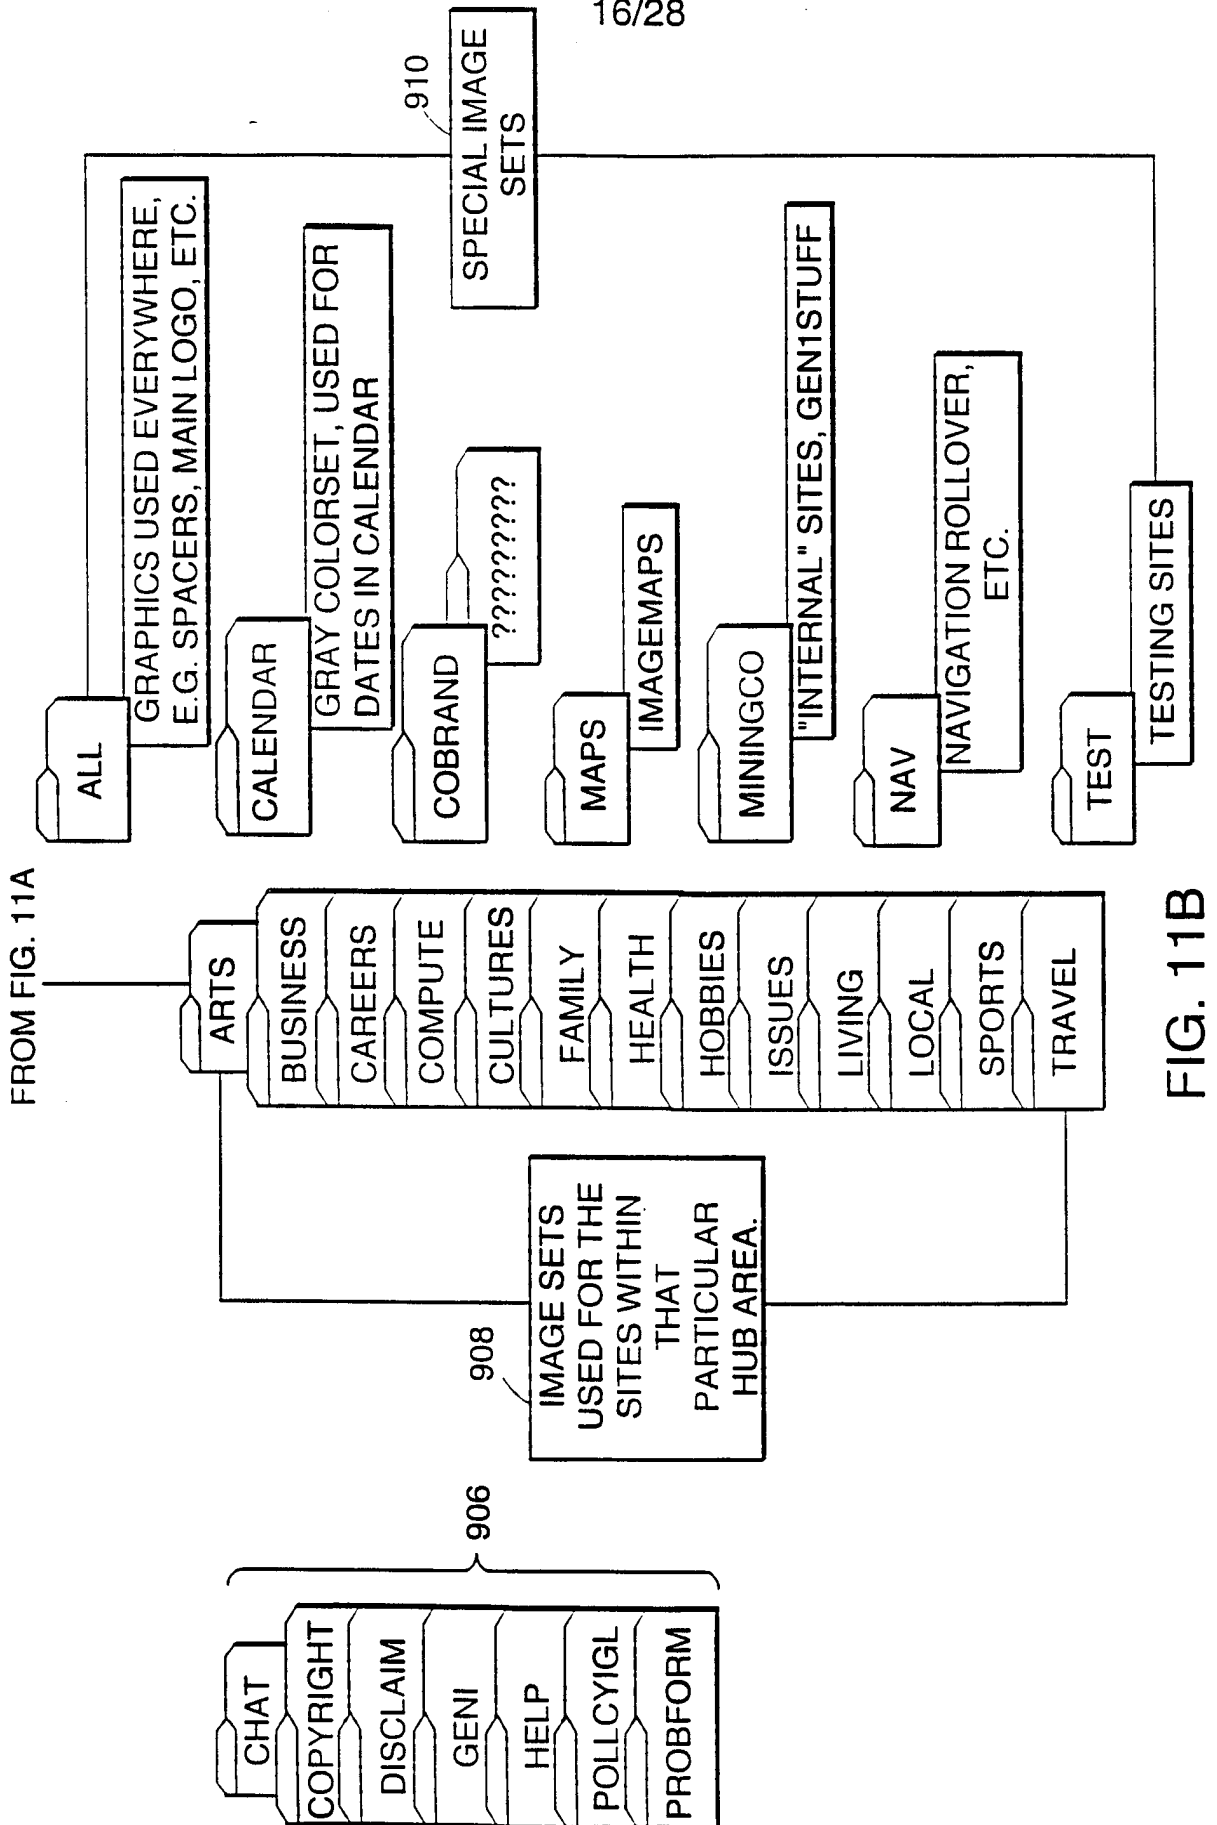 16/28
FROM FIG. 11A
CHAT
COPYRIGHT
DISCLAIM
GENI
HELP
POLLCYIGL
PROBFORM
906
908
IMAGE SETS
USED FOR THE
SITES WITHIN
THAT
PARTICULAR
HUB AREA.
ARTS
BUSINESS
CAREERS
COMPUTE
CULTURES
FAMILY
HEALTH
HOBBIES
ISSUES
LIVING
LOCAL
SPORTS
TRAVEL
ALL
GRAPHICS USED EVERYWHERE,
E.G. SPACERS, MAIN LOGO, ETC.
CALENDAR
GRAY COLORSET, USED FOR
DATES IN CALENDAR
COBRAND
?????????
MAPS
IMAGEMAPS
MININGCO
"INTERNAL" SITES, GEN1STUFF
NAV
NAVIGATION ROLLOVER,
ETC.
TEST
TESTING SITES
910
SPECIAL IMAGE
SETS
FIG. 11B